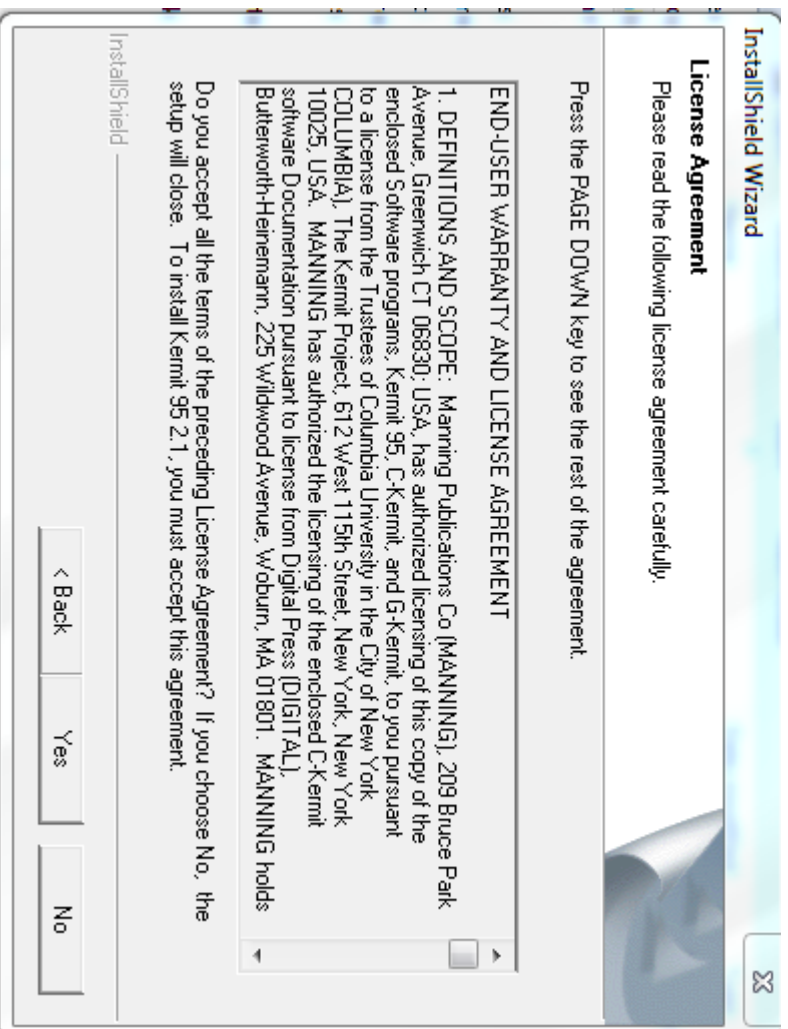 InstallShield Wizard
License Agreement
Please read the following license agreement carefully.
Press the PAGE DOWN key to see the rest of the agreement.
END-USER WARRANTY AND LICENSE AGREEMENT
1. DEFINITIONS AND SCOPE: Manning Publications Co (MANNING), 209 Bruce Park
Avenue, Greenwich CT 06830; USA, has authorized licensing of this copy of the
enclosed Software programs, Kermit 95, C-Kermit, and G-Kermit, to you pursuant
to a license from the Trustees of Columbia University in the City of New York
COLUMBIA), The Kermit Project, 612 West 115th Street, New York, New York
10025, USA. MANNING has authorized the licensing of the enclosed C-Kermit
software Documentation pursuant to license from Digital Press (DIGITAL),
Butterworth-Heinemann, 225 Wildwood Avenue, Woburn, MA 01801. MANNING holds
Do you accept all the terms of the preceding License Agreement? If you choose No, the
setup will close. To install Kermit 95 2.1, you must accept this agreement.
InstallShield
< Back
Yes
No